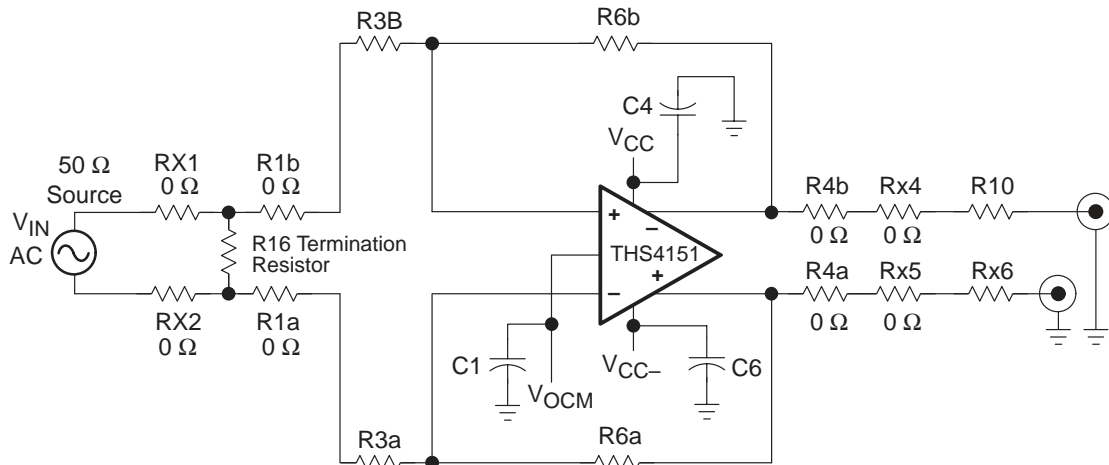 R3B
R6b
C4
VCC
50 Ω
Source
RX1
0 Ω
R1b
0 Ω
R4b
0 Ω
Rx4
0 Ω
R10
VIN
AC
R16 Termination
Resistor
+
−
THS4151
+
−
RX2
0 Ω
R1a
0 Ω
R4a
0 Ω
Rx5
0 Ω
Rx6
C1
VOCM
VCC−
C6
R3a
R6a